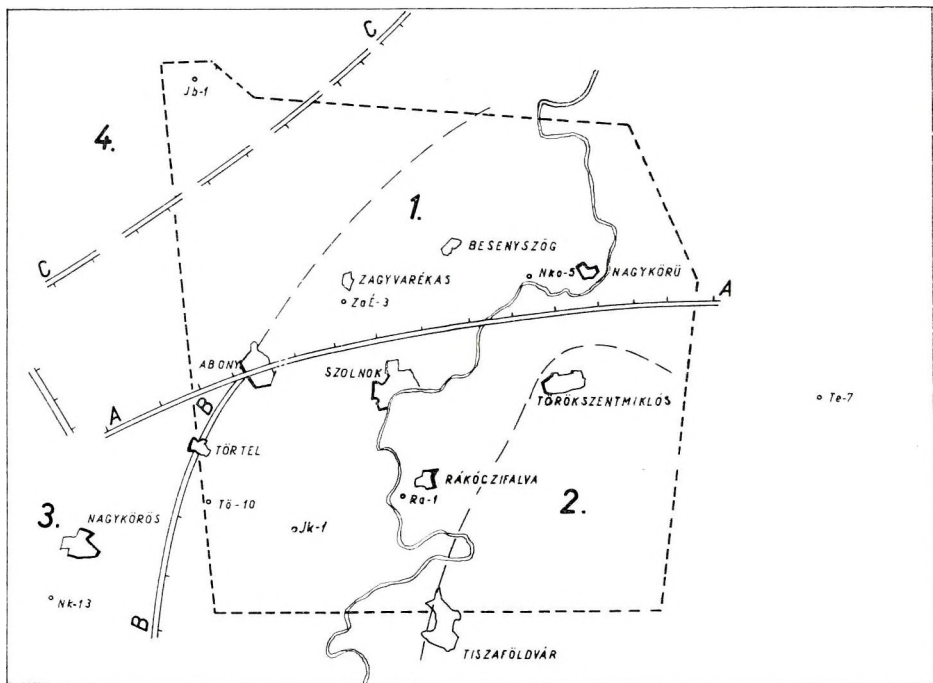 C
Jb-1
4.
1.
BESENYSZÖG
Nkö-5
NAGYKÖRÜ
ZAGYVARÉKAS
C
ZaÉ-3
A
ABONY
SZOLNOK
TÖRÖKSZENTMIKLÓS
Te-7
A
B
TÖRTEL
RÁKÓCZIFALVA
Tö-10
Ra-1
2.
3.
NAGYKÖRÖS
Jk-1
Nk-13
B
TISZAFÖLDVÁR